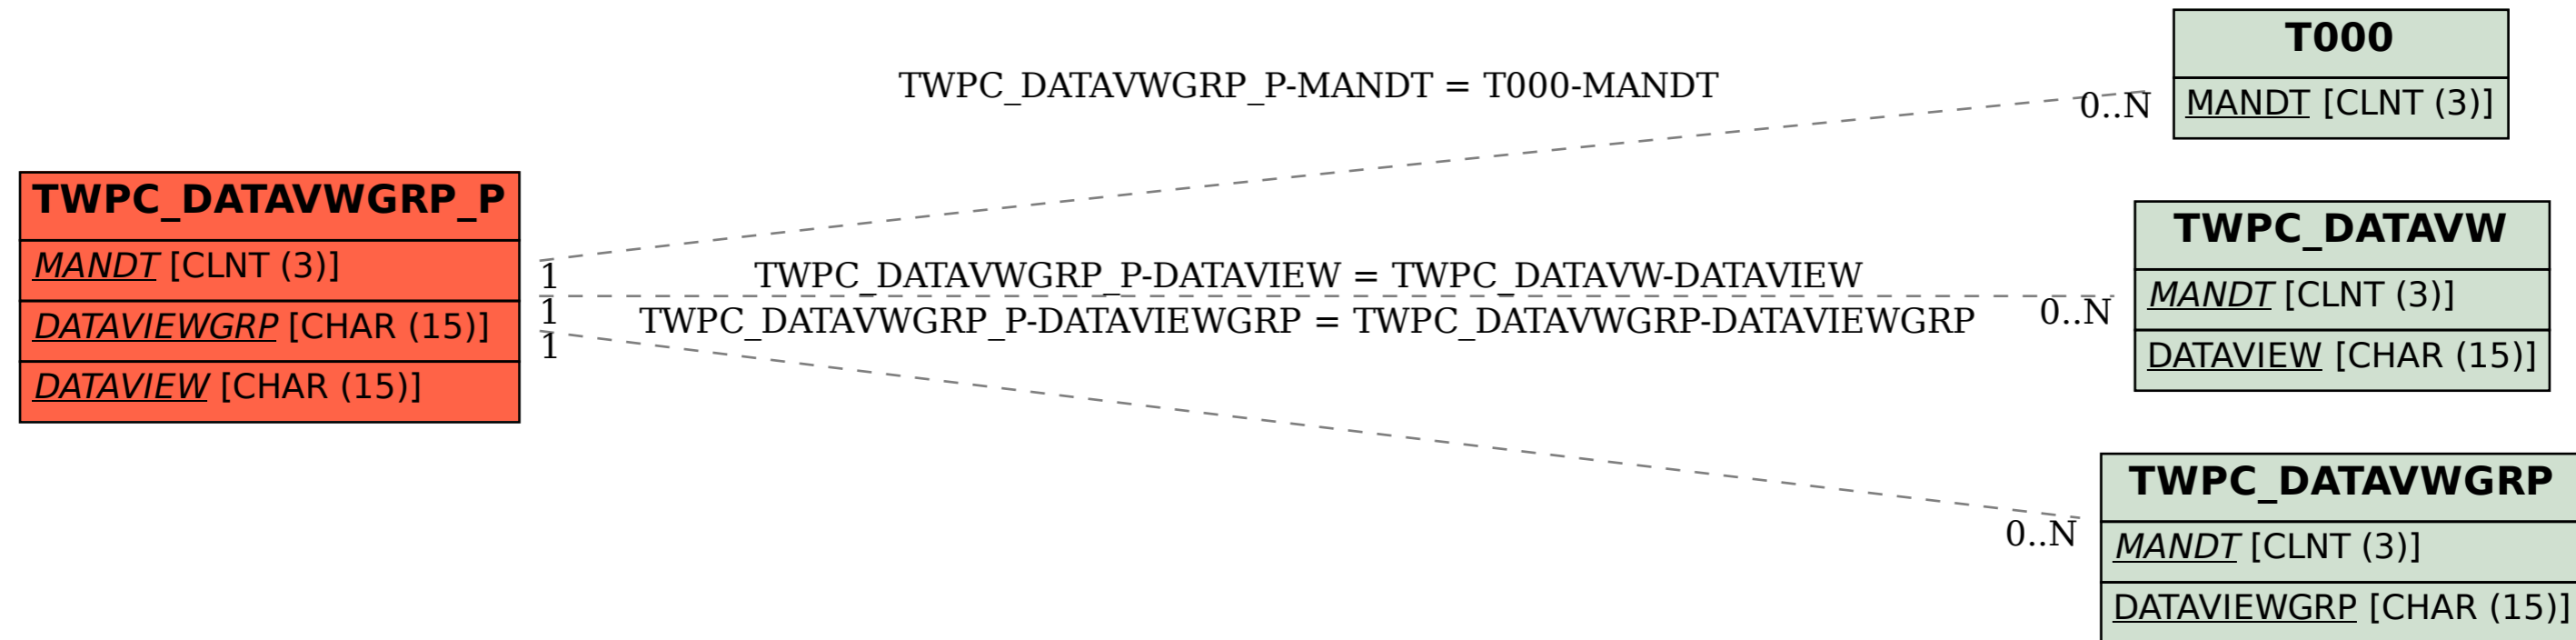 T000
MANDT [CLNT (3)]
TWPC_DATAVWGRP_P-MANDT = T000-MANDT
0..N
TWPC_DATAVWGRP_P
MANDT [CLNT (3)]
DATAVIEWGRP [CHAR (15)]
DATAVIEW [CHAR (15)]
1
1
1
TWPC_DATAVWGRP_P-DATAVIEW = TWPC_DATAVW-DATAVIEW
TWPC_DATAVWGRP_P-DATAVIEWGRP = TWPC_DATAVWGRP-DATAVIEWGRP
0..N
TWPC_DATAVW
MANDT [CLNT (3)]
DATAVIEW [CHAR (15)]
0..N
TWPC_DATAVWGRP
MANDT [CLNT (3)]
DATAVIEWGRP [CHAR (15)]